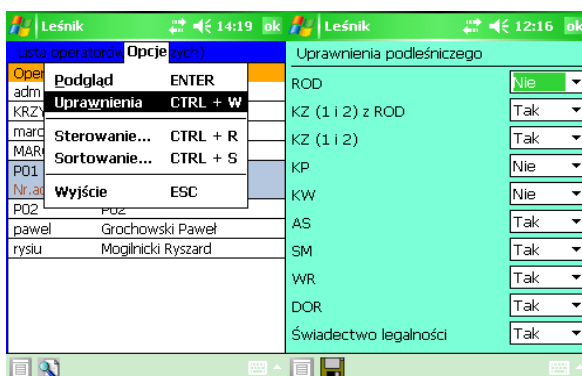 Leśnik 14:19 ok
Lista operatorów Opcje zych)
Oper
adm
KRZY
marc
MAR
P01
Nr.ad
P02 P02
pawel Grochowski Paweł
rysiu Mogilnicki Ryszard
Podgląd ENTER
Uprawnienia CTRL + W
Sterowanie... CTRL + R
Sortowanie... CTRL + S
Wyjście ESC
Leśnik 12:16 ok
Uprawnienia podleśniczego
ROD Nie
KZ (1 i 2) z ROD Tak
KZ (1 i 2) Tak
KP Nie
KW Nie
AS Tak
SM Tak
WR Tak
DOR Tak
Świadectwo legalności Tak